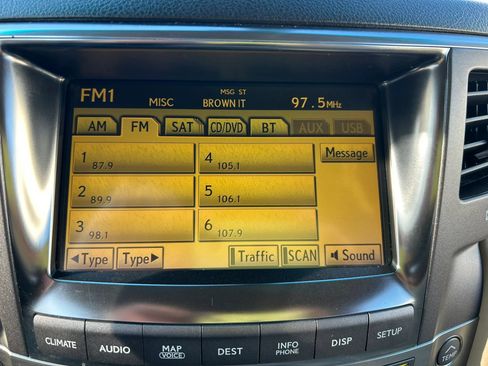 MSG ST
FM1 MISC BROWN IT 97.5MHz
AM FM SAT CD/DVD BT AUX USB
1 87.9 4 105.1 Message
2 89.9 5 106.1
3 98.1 6 107.9
◄Type Type► Traffic SCAN Sound
CLIMATE AUDIO MAP VOICE DEST INFO PHONE DISP SETUP
TEMP